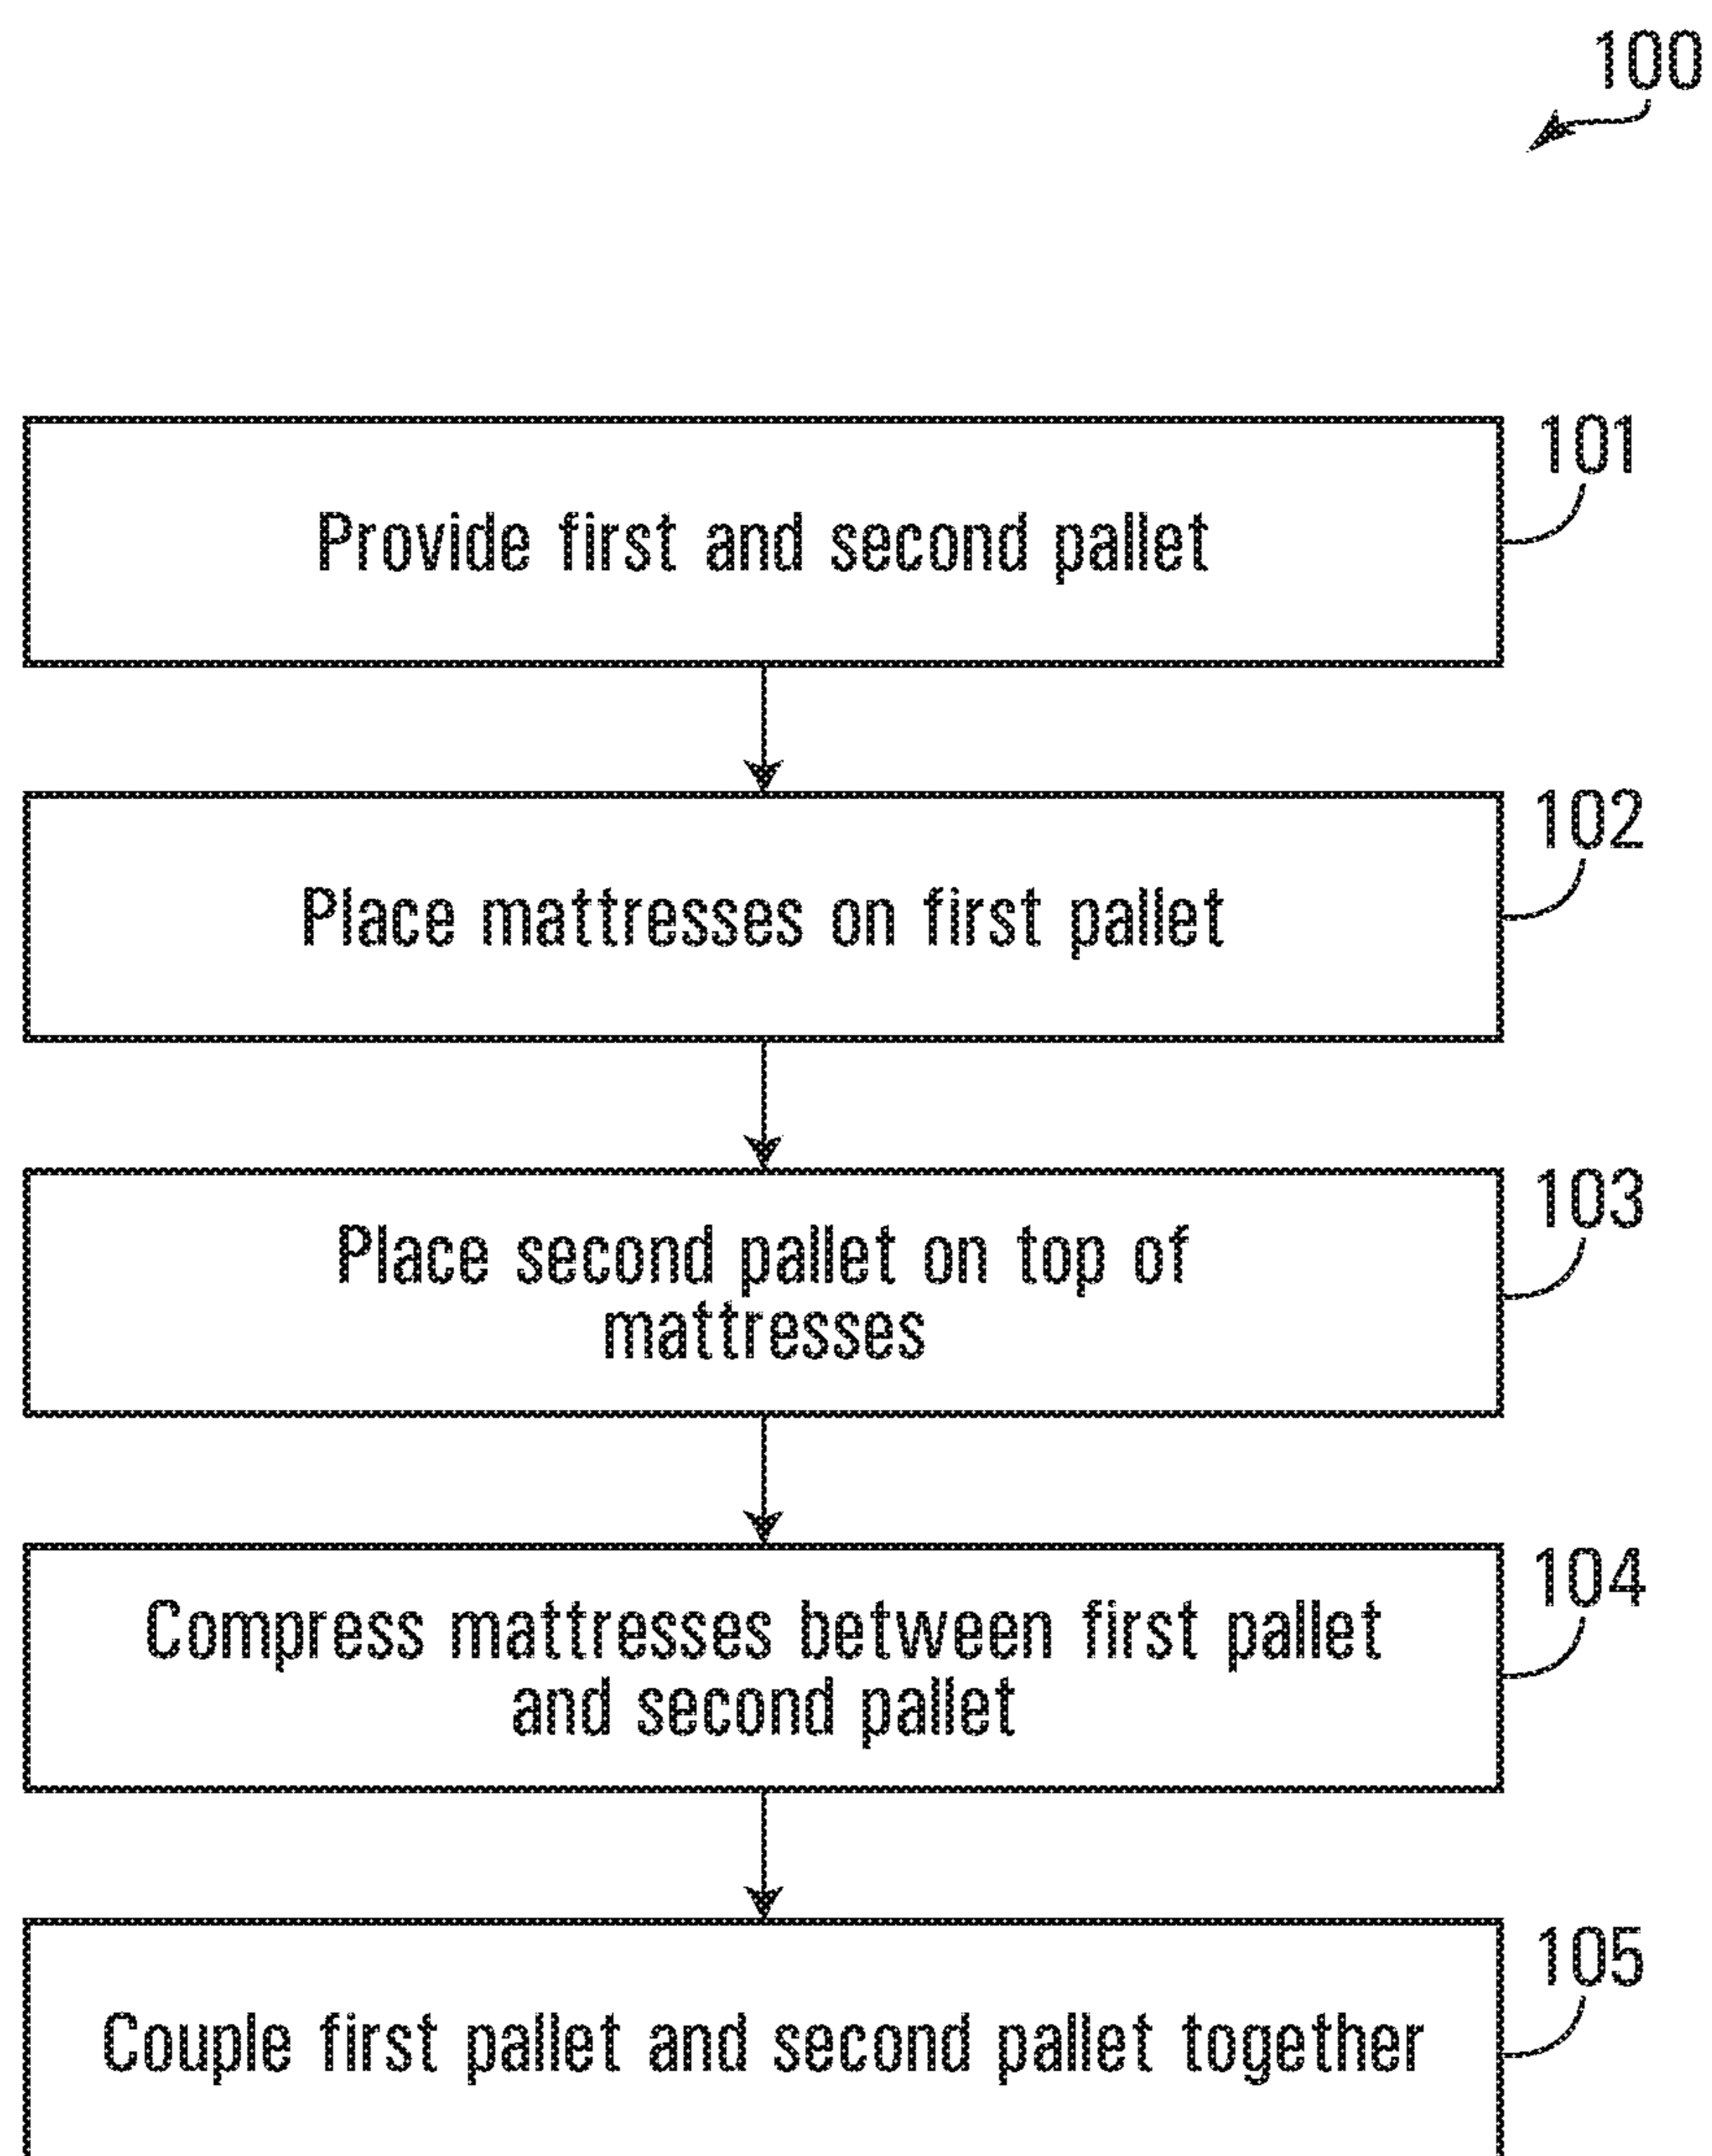 100
101
Provide first and second pallet
102
Place mattresses on first pallet
103
Place second pallet on top of
mattresses
104
Compress mattresses between first pallet
and second pallet
105
Couple first pallet and second pallet together